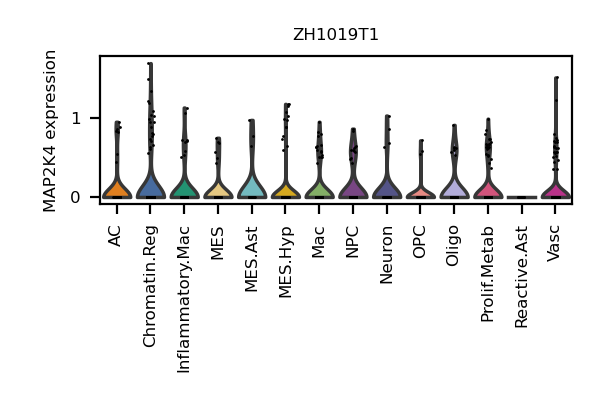 ZH1019T1
MAP2K4 expression
1
0
AC
Chromatin.Reg
Inflammatory.Mac
MES
MES.Ast
MES.Hyp
Mac
NPC
Neuron
OPC
Oligo
Prolif.Metab
Reactive.Ast
Vasc